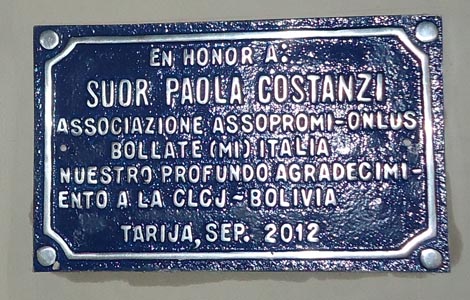 EN HONOR A:
SUOR PAOLA COSTANZI
ASSOCIAZIONE ASSOPROMI-ONLUS
BOLLATE (MI) ITALIA
NUESTRO PROFUNDO AGRADECIMI-
ENTO A LA CLCJ-BOLIVIA
TARIJA, SEP. 2012